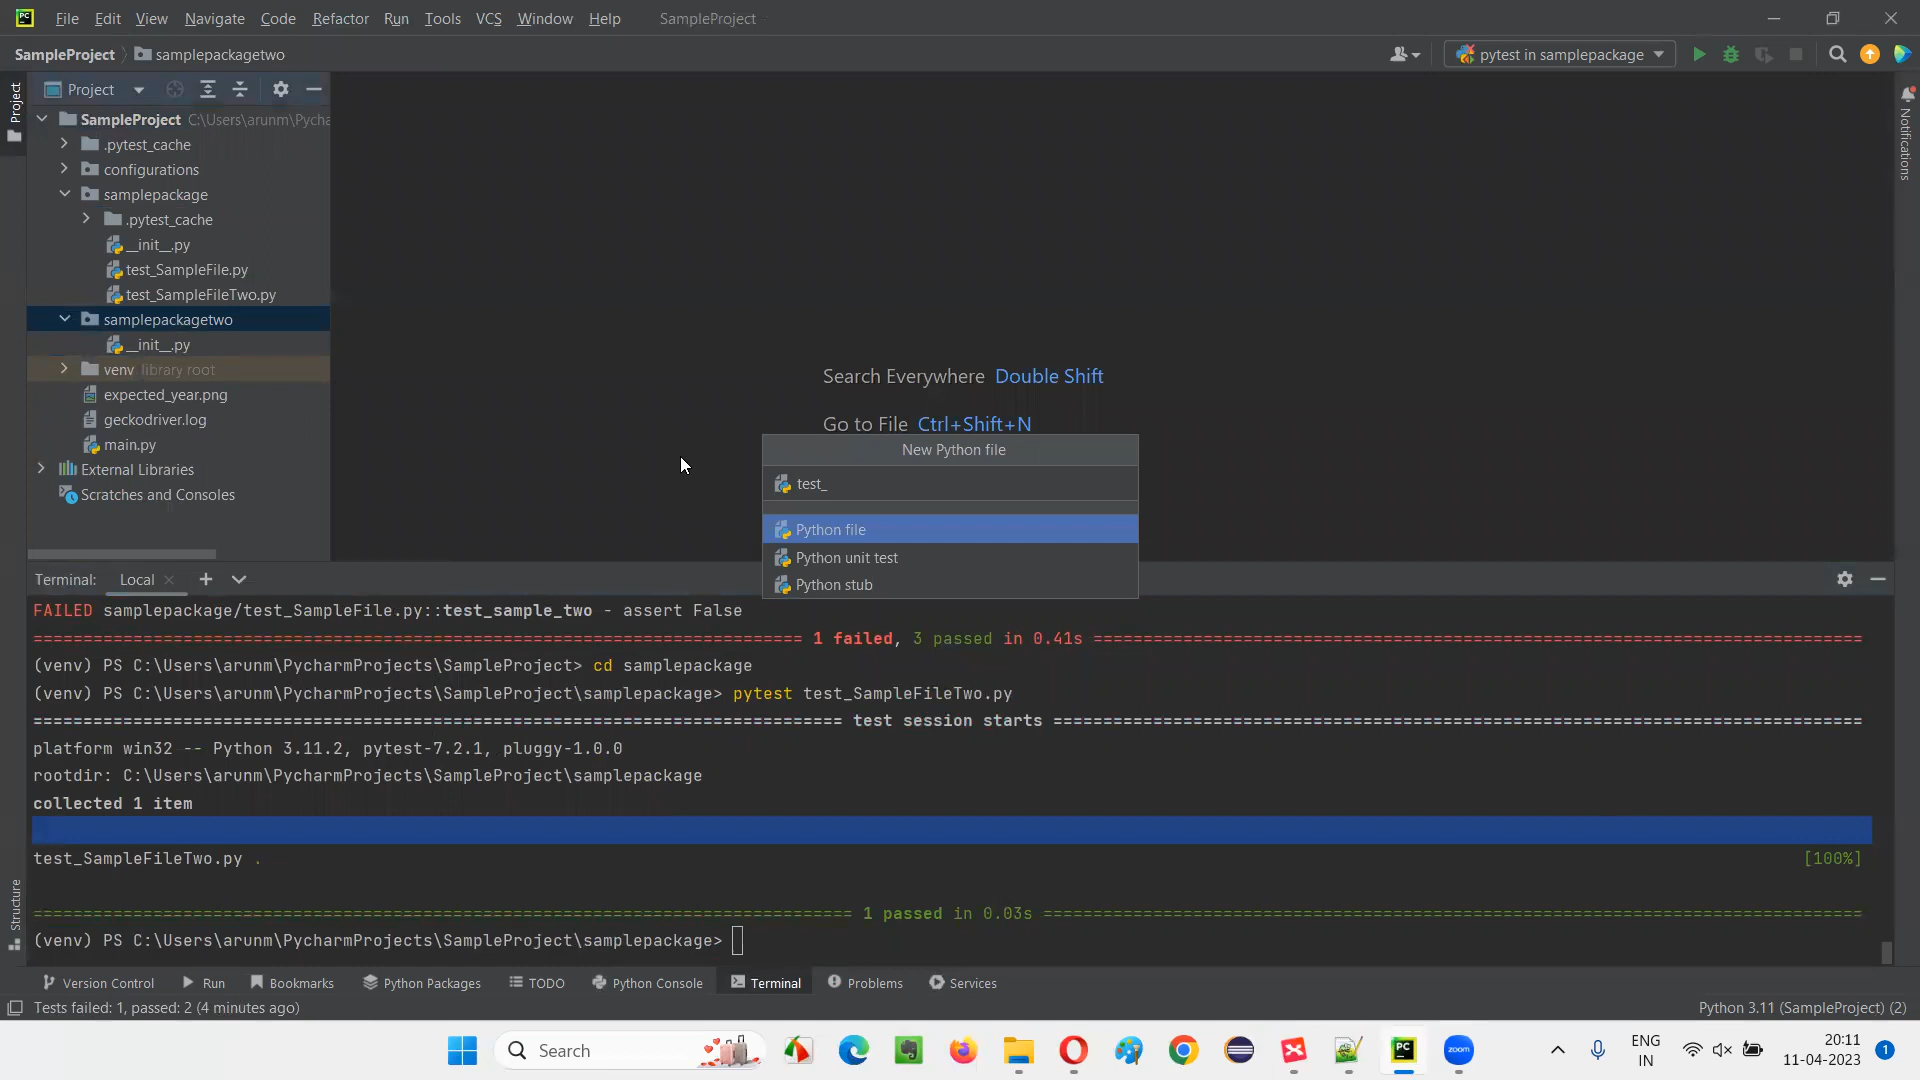 PC File Edit View Navigate Code Refactor Run Tools VCS Window Help SampleProject
SampleProject samplepackagetwo pytest in samplepackage
Project
Project
SampleProject C:\Users\arunm\Pycha
.pytest_cache
configurations
samplepackage
.pytest_cache
__init__.py
test_SampleFile.py
test_SampleFileTwo.py
samplepackagetwo
__init__.py
venv library root
expected_year.png
geckodriver.log
main.py
External Libraries
Scratches and Consoles
Notifications
Search Everywhere Double Shift
Go to File Ctrl+Shift+N
New Python file
test_
Python file
Python unit test
Python stub
Terminal: Local
FAILED samplepackage/test_SampleFile.py::test_sample_two - assert False
============================================================================= 1 failed, 3 passed in 0.41s =============================================================================
(venv) PS C:\Users\arunm\PycharmProjects\SampleProject> cd samplepackage
(venv) PS C:\Users\arunm\PycharmProjects\SampleProject\samplepackage> pytest test_SampleFileTwo.py
================================================================================= test session starts =================================================================================
platform win32 -- Python 3.11.2, pytest-7.2.1, pluggy-1.0.0
rootdir: C:\Users\arunm\PycharmProjects\SampleProject\samplepackage
collected 1 item
test_SampleFileTwo.py . [100%]
================================================================================== 1 passed in 0.03s ==================================================================================
(venv) PS C:\Users\arunm\PycharmProjects\SampleProject\samplepackage>
Structure
Version Control Run Bookmarks Python Packages TODO Python Console Terminal Problems Services
Tests failed: 1, passed: 2 (4 minutes ago) Python 3.11 (SampleProject) (2)
Search PC zoom ENG
IN
20:11
11-04-2023 1